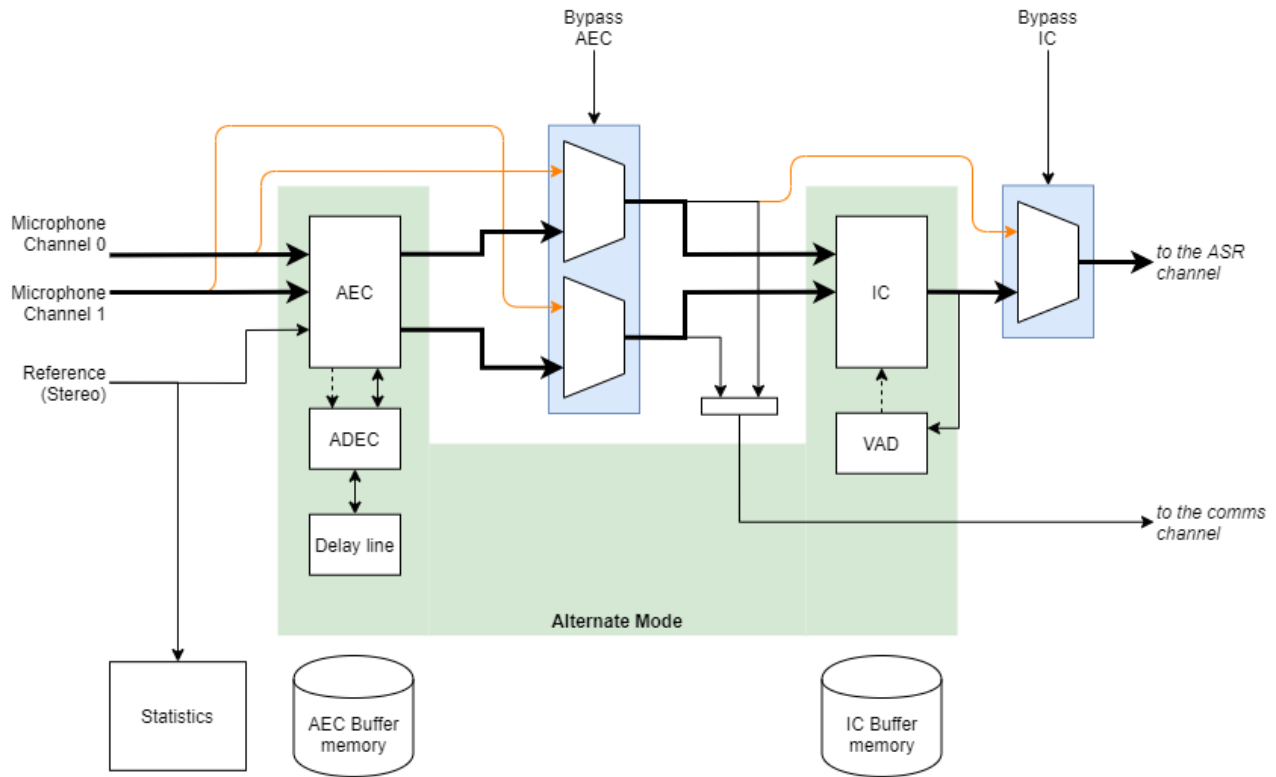 Bypass
AEC
Bypass
IC
Microphone
Channel 0
Microphone
Channel 1
Reference
(Stereo)
AEC
IC
to the ASR
channel
ADEC
VAD
Delay line
to the comms
channel
Alternate Mode
Statistics
AEC Buffer
memory
IC Buffer
memory